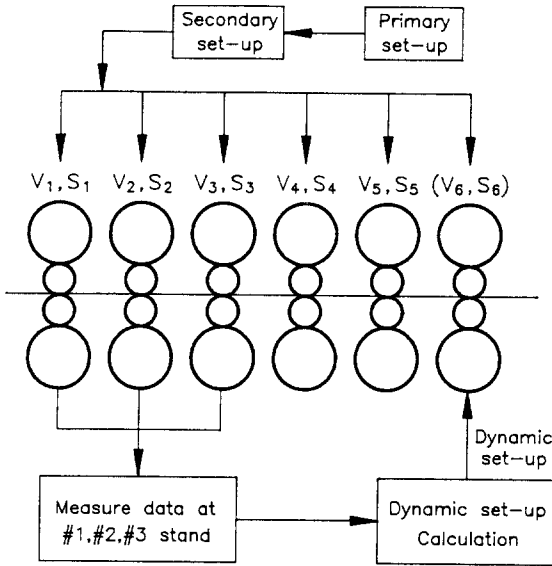 Secondary
set-up
Primary
set-up
V1,S1 V2,S2 V3,S3 V4,S4 V5,S5 (V6,S6)
Dynamic
set-up
Measure data at
#1,#2,#3 stand
Dynamic set-up
Calculation